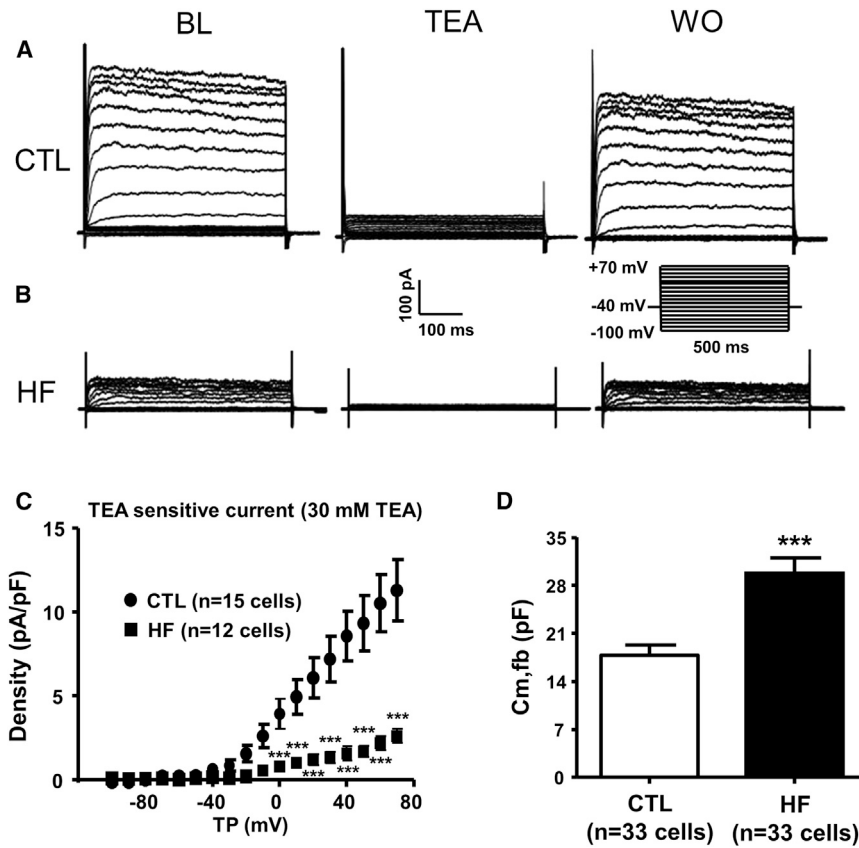 BL TEA WO
A
CTL
B
100 pA
100 ms
+70 mV
-40 mV
-100 mV
500 ms
HF
C
TEA sensitive current (30 mM TEA)
15
10
5
0
Density (pA/pF)
CTL (n=15 cells)
HF (n=12 cells)
*** *** *** *** *** *** *** ***
-80 -40 0 40 80
TP (mV)
D
35
28
21
14
7
0
Cm,fb (pF)
***
CTL HF
(n=33 cells) (n=33 cells)